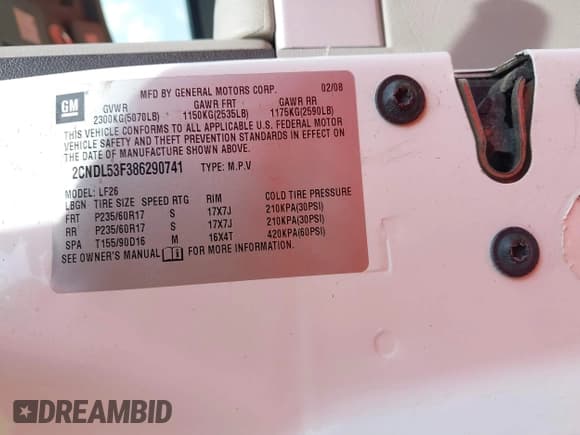 GM
MFD BY GENERAL MOTORS CORP. 02/08
GVWR GAWR FRT GAWR RR
2300KG(5070LB) 1150KG(2535LB) 1175KG(2590LB)
THIS VEHICLE CONFORMS TO ALL APPLICABLE U.S. FEDERAL MOTOR
VEHICLE SAFETY AND THEFT PREVENTION STANDARDS IN EFFECT ON
THE DATE OF MANUFACTURE SHOWN ABOVE.
2CNDL53F386290741 TYPE: M.P.V
MODEL: LF26
LBGN TIRE SIZE SPEED RTG RIM COLD TIRE PRESSURE
FRT P235/60R17 S 17X7J 210KPA(30PSI)
RR P235/60R17 S 17X7J 210KPA(30PSI)
SPA T155/90D16 M 16X4T 420KPA(60PSI)
SEE OWNER'S MANUAL FOR MORE INFORMATION.
DREAMBID